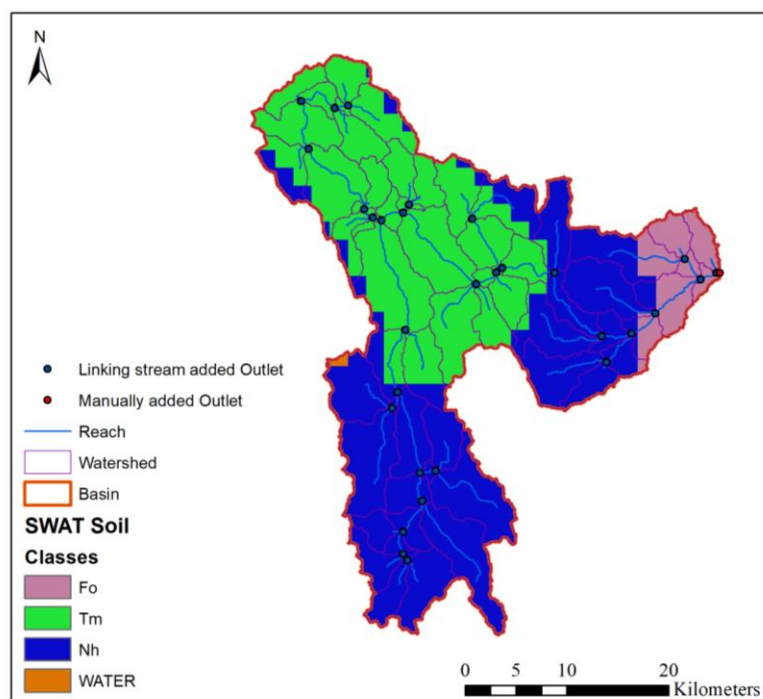 N
Linking stream added Outlet
Manually added Outlet
Reach
Watershed
Basin
SWAT Soil
Classes
Fo
Tm
Nh
WATER
0 5 10 20
Kilometers